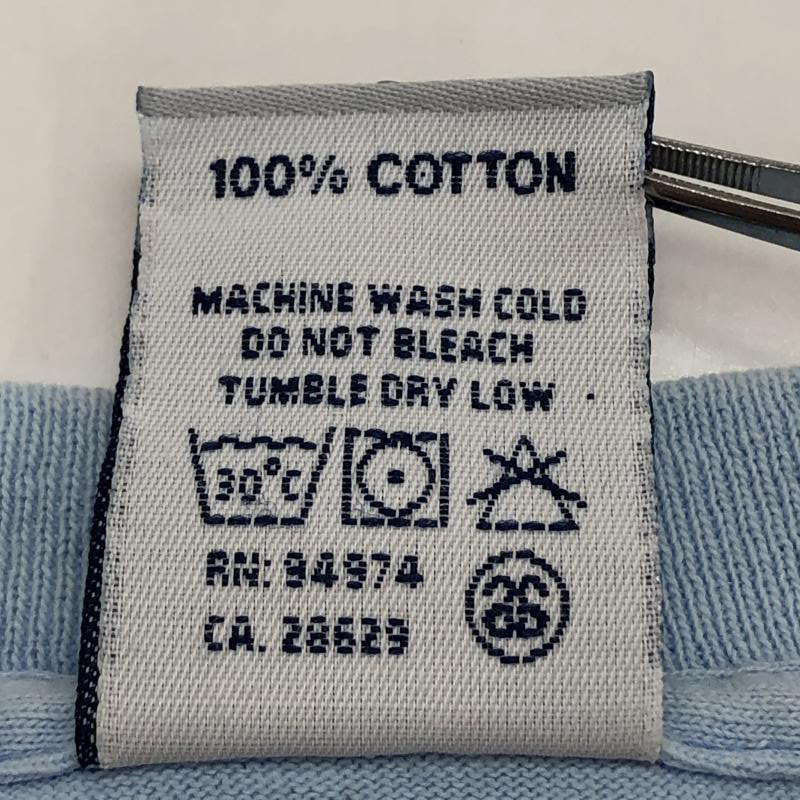 100% COTTON
MACHINE WASH COLD
DO NOT BLEACH
TUMBLE DRY LOW
30°C
RN: 94974
CA. 28629